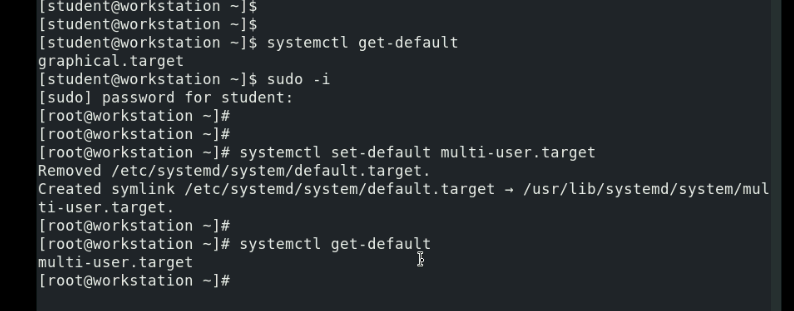 [student@workstation ~]$
[student@workstation ~]$
[student@workstation ~]$ systemctl get-default
graphical.target
[student@workstation ~]$ sudo -i
[sudo] password for student:
[root@workstation ~]#
[root@workstation ~]#
[root@workstation ~]# systemctl set-default multi-user.target
Removed /etc/systemd/system/default.target.
Created symlink /etc/systemd/system/default.target → /usr/lib/systemd/system/mul
ti-user.target.
[root@workstation ~]#
[root@workstation ~]# systemctl get-default
multi-user.target
[root@workstation ~]#